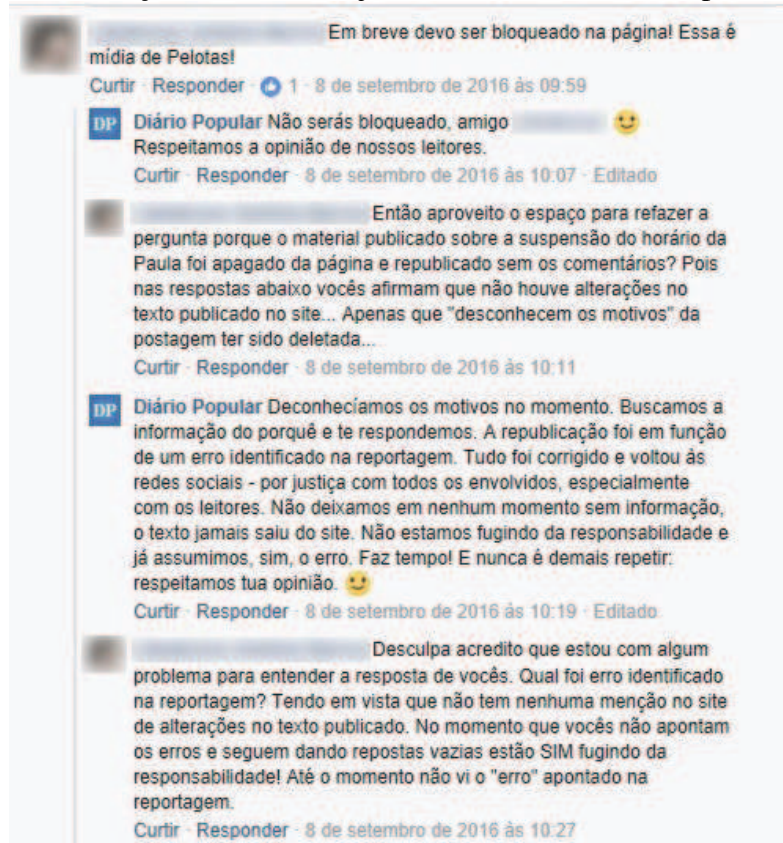 Em breve devo ser bloqueado na página! Essa é
mídia de Pelotas!
Curtir · Responder · 1 · 8 de setembro de 2016 às 09:59
DP Diário Popular Não serás bloqueado, amigo
Respeitamos a opinião de nossos leitores.
Curtir · Responder · 8 de setembro de 2016 às 10:07 · Editado
Então aproveito o espaço para refazer a
pergunta porque o material publicado sobre a suspensão do horário da
Paula foi apagado da página e republicado sem os comentários? Pois
nas respostas abaixo vocês afirmam que não houve alterações no
texto publicado no site... Apenas que "desconhecem os motivos" da
postagem ter sido deletada...
Curtir · Responder · 8 de setembro de 2016 às 10:11
DP Diário Popular Deconhecíamos os motivos no momento. Buscamos a
informação do porquê e te respondemos. A republicação foi em função
de um erro identificado na reportagem. Tudo foi corrigido e voltou às
redes sociais - por justiça com todos os envolvidos, especialmente
com os leitores. Não deixamos em nenhum momento sem informação,
o texto jamais saiu do site. Não estamos fugindo da responsabilidade e
já assumimos, sim, o erro. Faz tempo! E nunca é demais repetir:
respeitamos tua opinião.
Curtir · Responder · 8 de setembro de 2016 às 10:19 · Editado
Desculpa acredito que estou com algum
problema para entender a resposta de vocês. Qual foi erro identificado
na reportagem? Tendo em vista que não tem nenhuma menção no site
de alterações no texto publicado. No momento que vocês não apontam
os erros e seguem dando repostas vazias estão SIM fugindo da
responsabilidade! Até o momento não vi o "erro" apontado na
reportagem.
Curtir · Responder · 8 de setembro de 2016 às 10:27